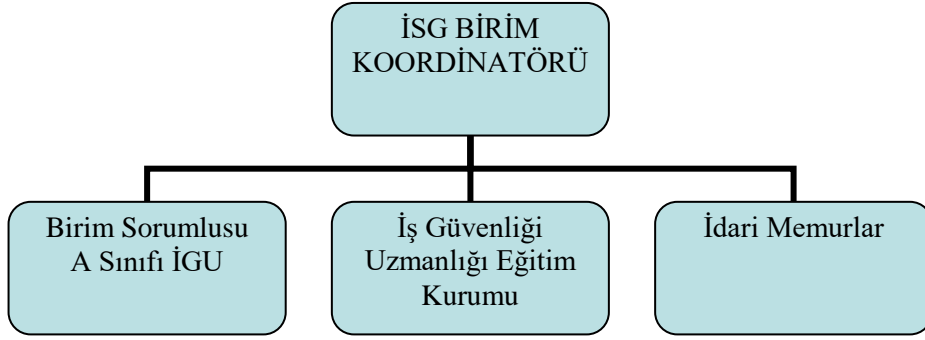 İSG BİRİM
KOORDİNATÖRÜ
Birim Sorumlusu
A Sınıfı İGU
İş Güvenliği
Uzmanlığı Eğitim
Kurumu
İdari Memurlar